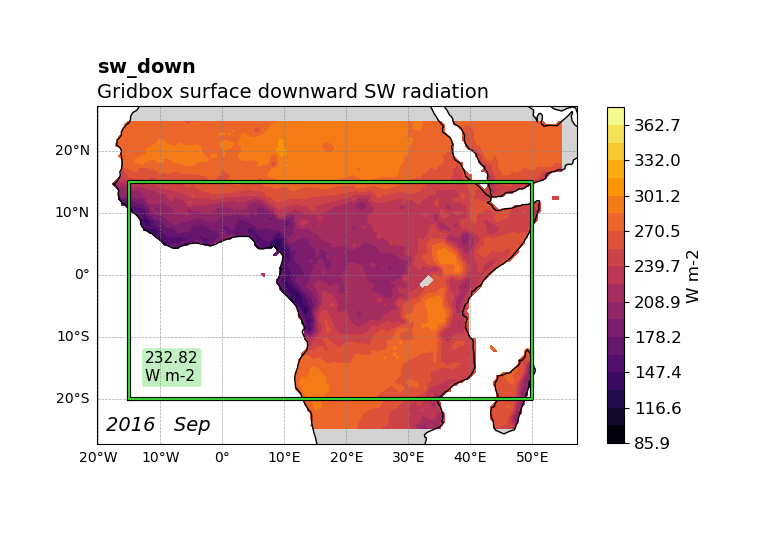 sw_down
Gridbox surface downward SW radiation
20°N
10°N
0°
10°S
20°S
232.82
W m-2
2016 Sep
20°W 10°W 0° 10°E 20°E 30°E 40°E 50°E
362.7
332.0
301.2
270.5
239.7
208.9
178.2
147.4
116.6
85.9
W m-2